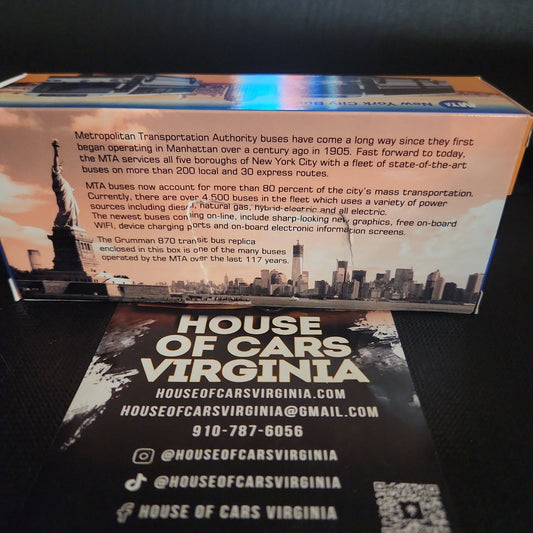 MTA New York City Bus
Metropolitan Transportation Authority buses have come a long way since they first
began operating in Manhattan over a century ago in 1905. Fast forward to today,
the MTA services all five boroughs of New York City with a fleet of state-of-the-art
buses on more than 200 local and 30 express routes.
MTA buses now account for more than 80 percent of the city's mass transportation.
Currently, there are over 4,500 buses in the fleet which uses a variety of power
sources including diesel, natural gas, hybrid-electric and all electric.
The newest buses coming on-line, include sharp-looking new graphics, free on-board
WIFI, device charging ports and on-board electronic information screens.
The Grumman 870 transit bus replica
enclosed in this box is one of the many buses
operated by the MTA over the last 117 years.
HOUSE
OF CARS
VIRGINIA
HOUSEOFCARSVIRGINIA.COM
HOUSEOFCARSVIRGINIA@GMAIL.COM
910-787-6056
@HOUSEOFCARSVIRGINIA
@HOUSEOFCARSVIRGINIA
HOUSE OF CARS VIRGINIA